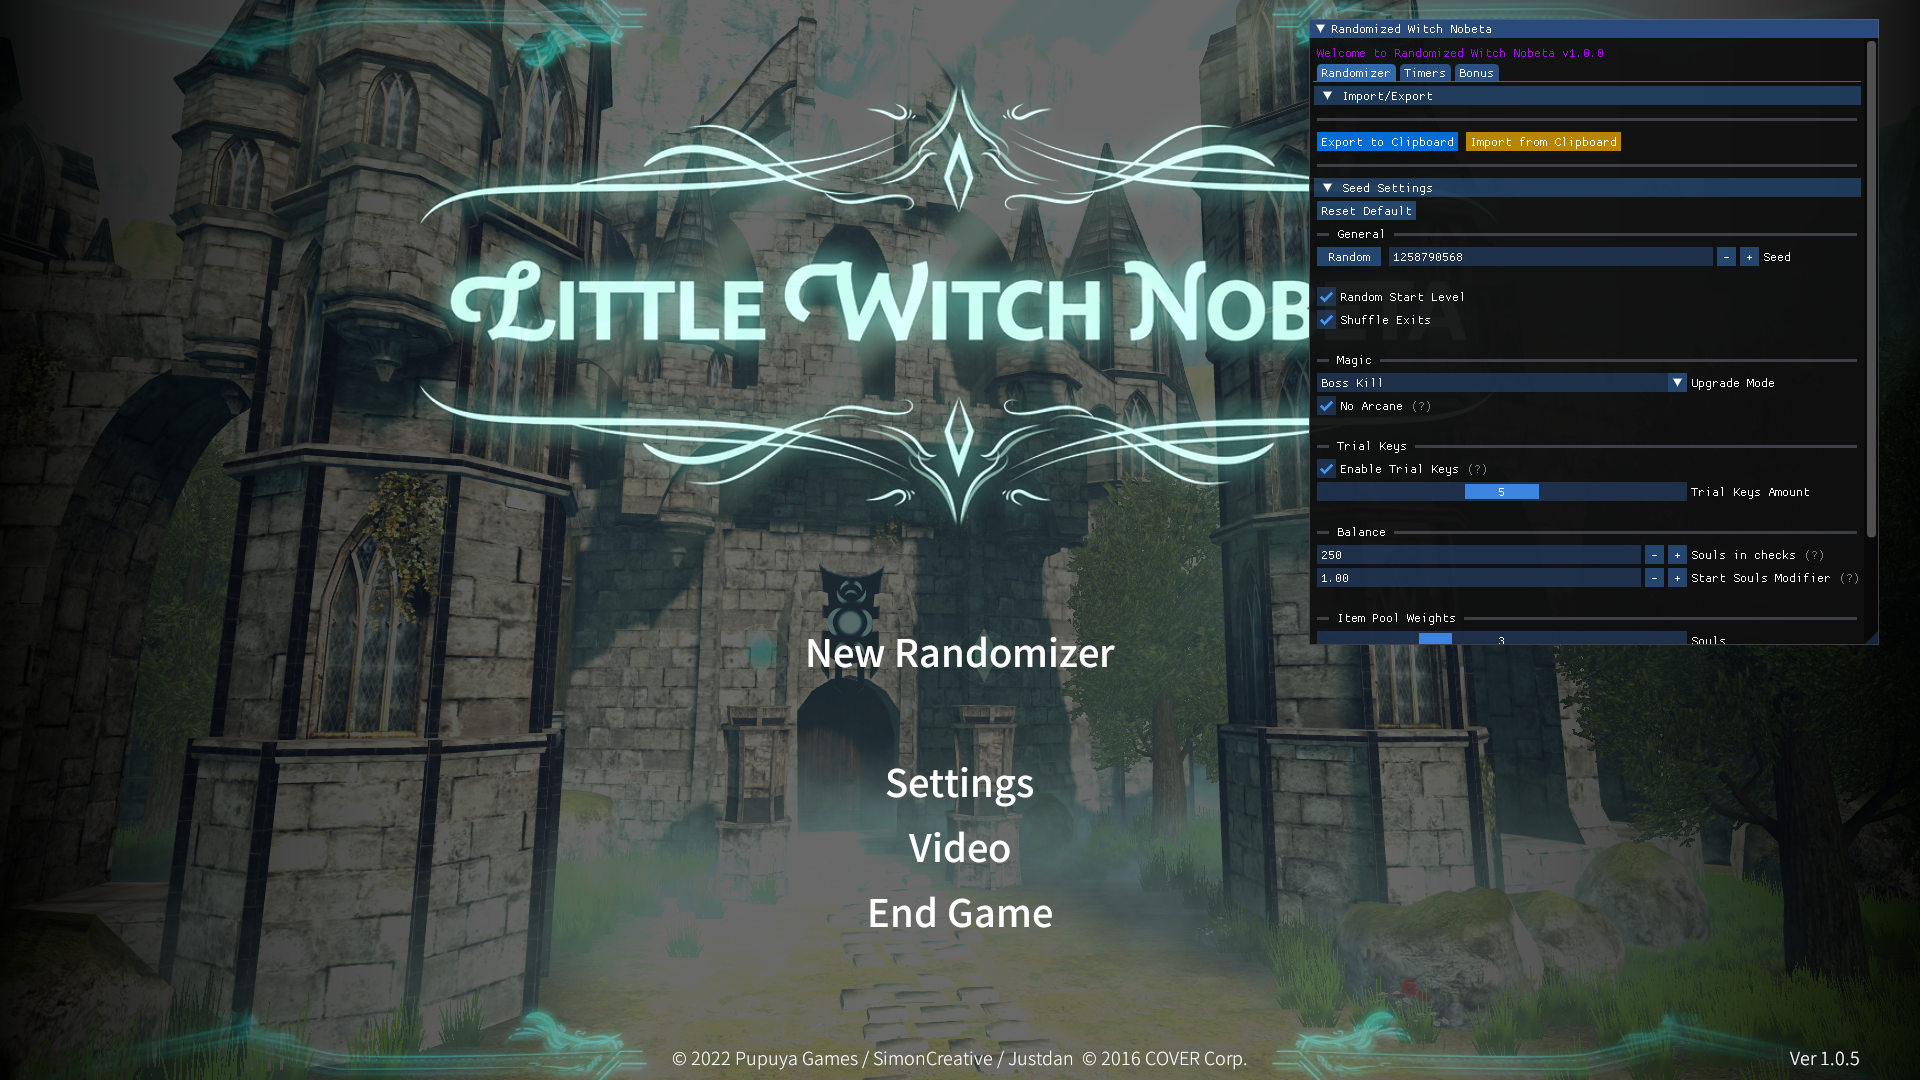 LITTLE WITCH NOBETA
New Randomizer
Settings
Video
End Game
© 2022 Pupuya Games / SimonCreative / Justdan © 2016 COVER Corp.
Ver 1.0.5
Randomized Witch Nobeta
Welcome to Randomized Witch Nobeta v1.0.0
Randomizer Timers Bonus
Import/Export
Export to Clipboard Import from Clipboard
Seed Settings
Reset Default
General
Random 1258790568 - + Seed
Random Start Level
Shuffle Exits
Magic
Boss Kill Upgrade Mode
No Arcane (?)
Trial Keys
Enable Trial Keys (?)
5 Trial Keys Amount
Balance
250 - + Souls in checks (?)
1.00 - + Start Souls Modifier (?)
Item Pool Weights
3 Souls